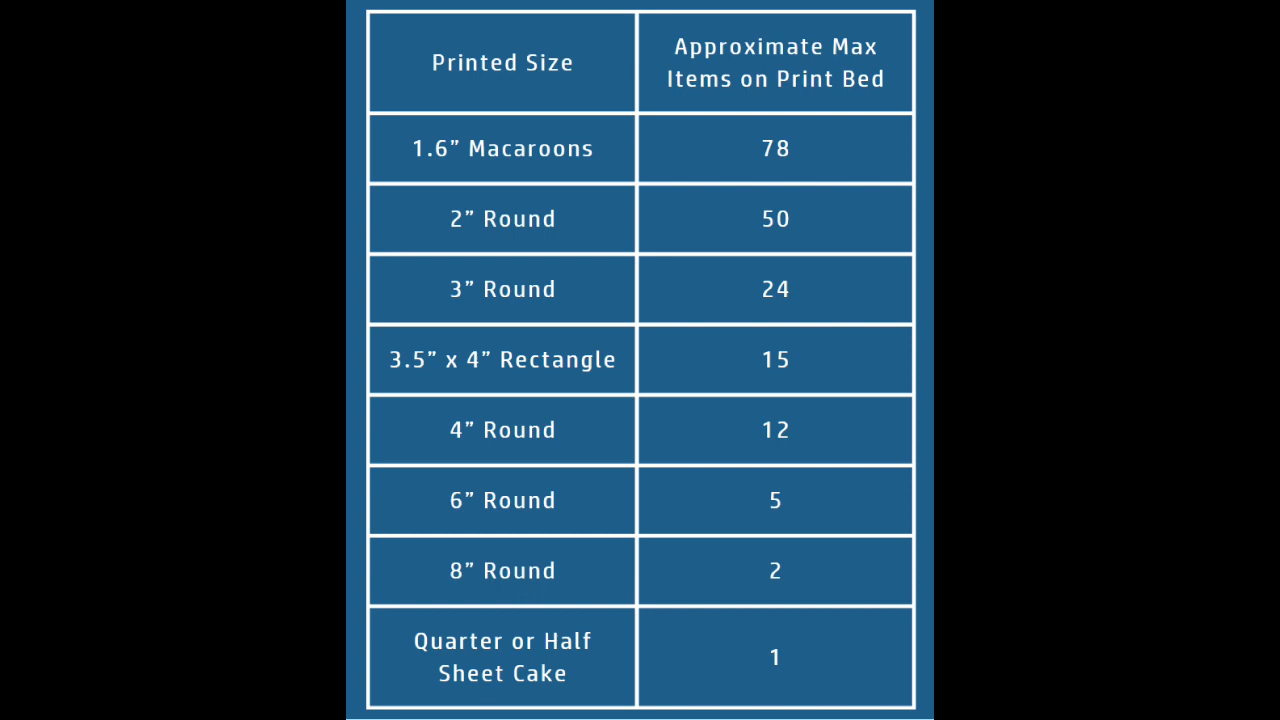 Printed Size
Approximate Max
Items on Print Bed
1.6” Macaroons
78
2” Round
50
3” Round
24
3.5” x 4” Rectangle
15
4” Round
12
6” Round
5
8” Round
2
Quarter or Half
Sheet Cake
1